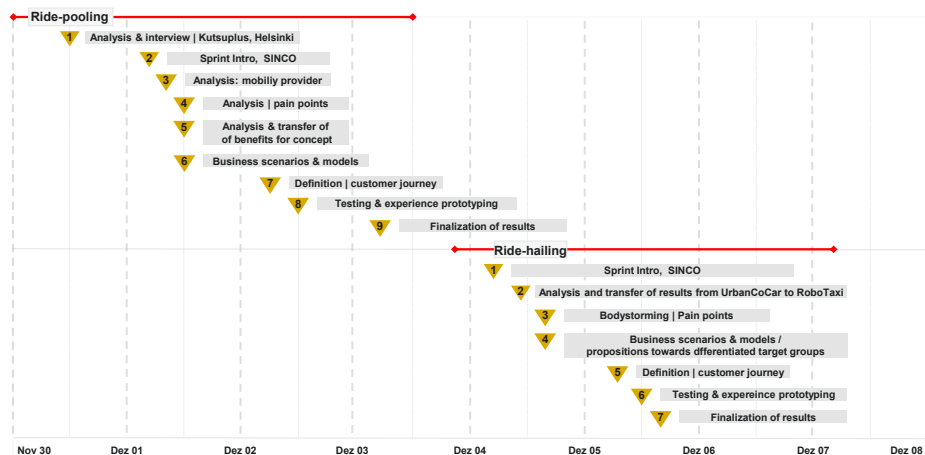 Ride-pooling
1 Analysis & interview | Kutsuplus, Helsinki
2 Sprint Intro, SINCO
3 Analysis: mobiliy provider
4 Analysis | pain points
5 Analysis & transfer of
of benefits for concept
6 Business scenarios & models
7 Definition | customer journey
8 Testing & experience prototyping
9 Finalization of results
Ride-hailing
1 Sprint Intro, SINCO
2 Analysis and transfer of results from UrbanCoCar to RoboTaxi
3 Bodystorming | Pain points
4 Business scenarios & models /
propositions towards dfferentiated target groups
5 Definition | customer journey
6 Testing & expereince prototyping
7 Finalization of results
Nov 30 Dez 01 Dez 02 Dez 03 Dez 04 Dez 05 Dez 06 Dez 07 Dez 08